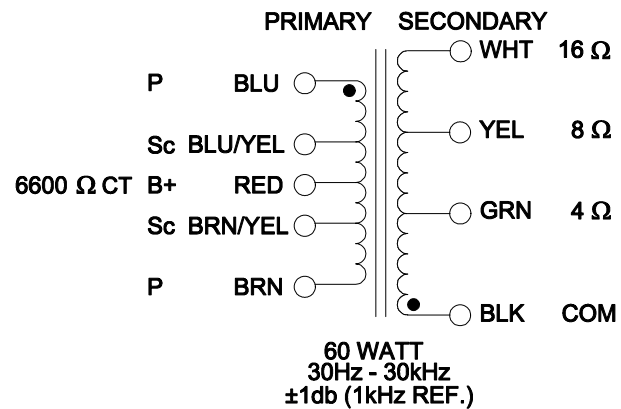 PRIMARY SECONDARY
WHT 16 Ω
P BLU
YEL 8 Ω
Sc BLU/YEL
6600 Ω CT B+ RED
GRN 4 Ω
Sc BRN/YEL
P BRN
BLK COM
60 WATT
30Hz - 30kHz
±1db (1kHz REF.)